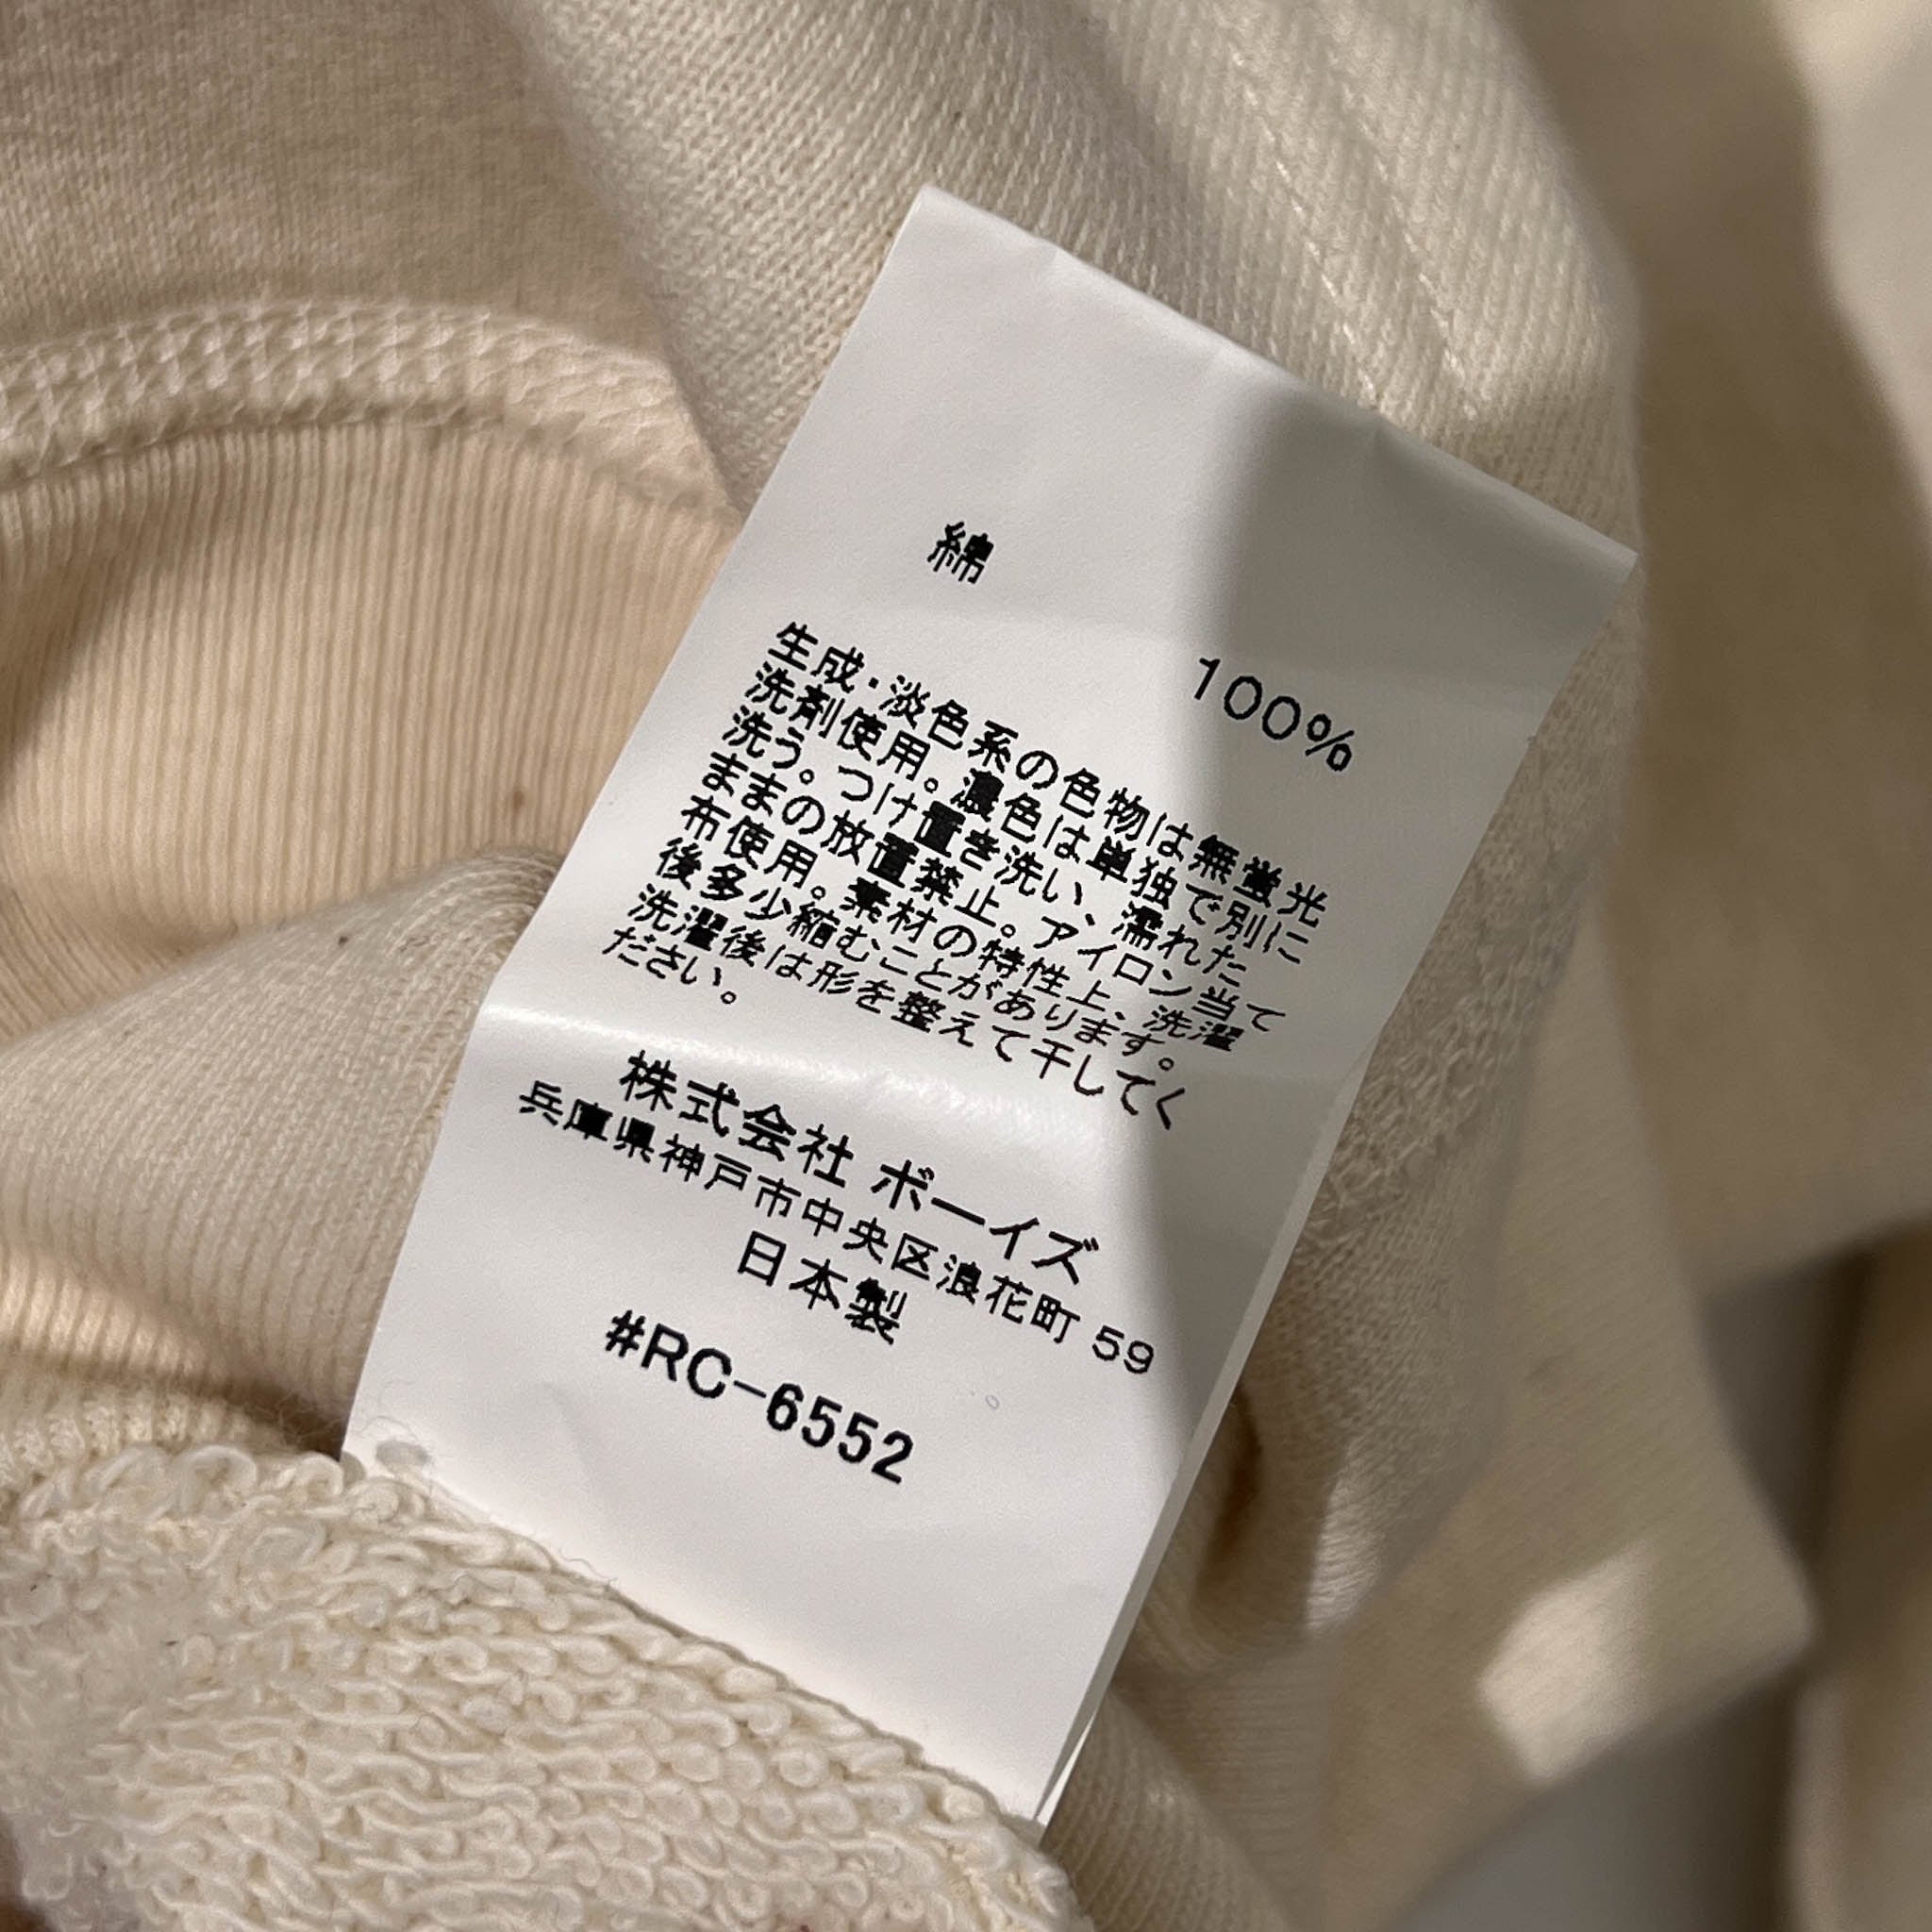 綿 100%
生成・淡色系の色物は無蛍光
洗剤使用。濃色は単独で別に
洗う。つけ置き洗い、濡れた
ままの放置禁止。アイロン当て
布使用。素材の特性上、洗濯
後多少縮むことがあります。
洗濯後は形を整えて干してく
ださい。
株式会社 ボーイズ
兵庫県神戸市中央区浪花町 59
日本製
#RC-6552